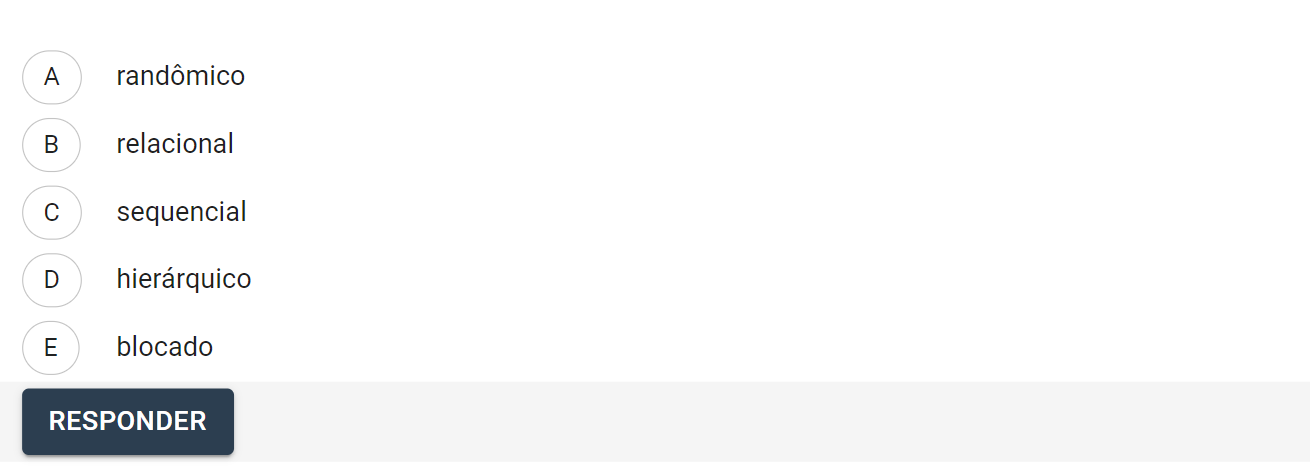 A randômico
B relacional
C sequencial
D hierárquico
E blocado
RESPONDER